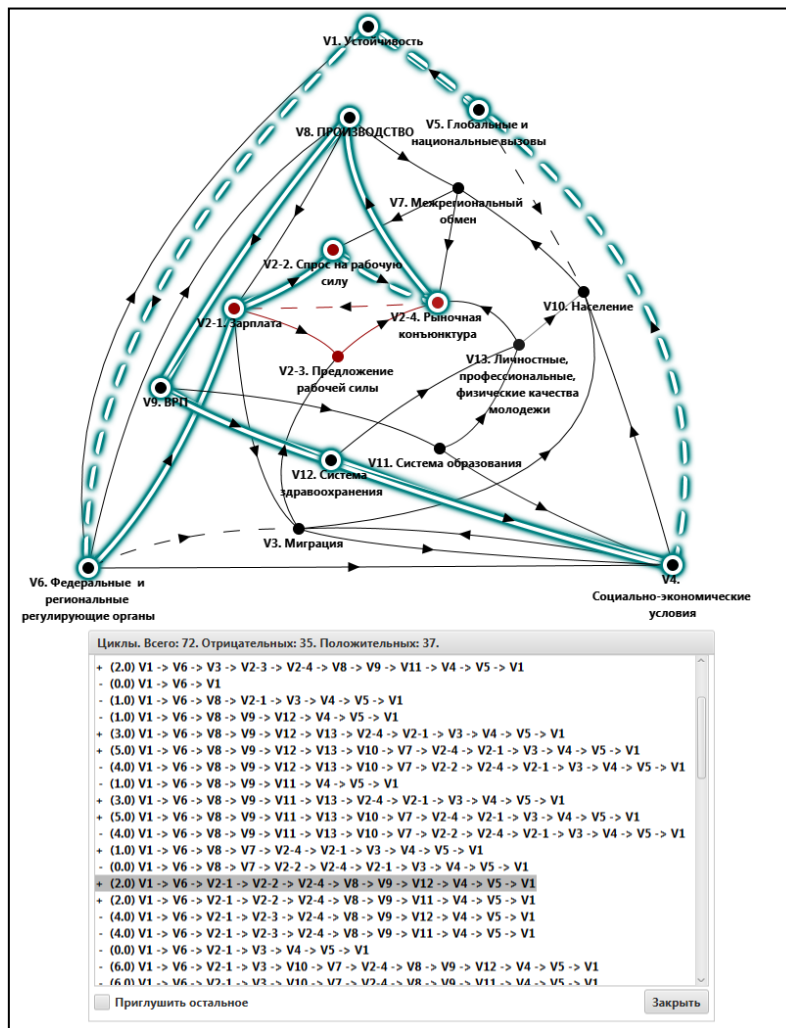 V1. Устойчивость
V8. ПРОИЗВОДСТВО
V5. Глобальные и
национальные вызовы
V7. Межрегиональный
обмен
V2-2. Спрос на рабочую
силу
V10. Население
V2-1. Зарплата
V2-4. Рыночная
конъюнктура
V13. Личностные,
профессиональные,
физические качества
молодежи
V2-3. Предложение
рабочей силы
V9. ВРП
V11. Система образования
V12. Система
здравоохранения
V3. Миграция
V6. Федеральные и
региональные
регулирующие органы
V4.
Социально-экономические
условия
Циклы. Всего: 72. Отрицательных: 35. Положительных: 37.
+ (2.0) V1 -> V6 -> V3 -> V2-3 -> V2-4 -> V8 -> V9 -> V11 -> V4 -> V5 -> V1
- (0.0) V1 -> V6 -> V1
- (1.0) V1 -> V6 -> V8 -> V2-1 -> V3 -> V4 -> V5 -> V1
- (1.0) V1 -> V6 -> V8 -> V9 -> V12 -> V4 -> V5 -> V1
+ (3.0) V1 -> V6 -> V8 -> V9 -> V12 -> V13 -> V2-4 -> V2-1 -> V3 -> V4 -> V5 -> V1
+ (5.0) V1 -> V6 -> V8 -> V9 -> V12 -> V13 -> V10 -> V7 -> V2-4 -> V2-1 -> V3 -> V4 -> V5 -> V1
- (4.0) V1 -> V6 -> V8 -> V9 -> V12 -> V13 -> V10 -> V7 -> V2-2 -> V2-4 -> V2-1 -> V3 -> V4 -> V5 -> V1
- (1.0) V1 -> V6 -> V8 -> V9 -> V11 -> V4 -> V5 -> V1
+ (3.0) V1 -> V6 -> V8 -> V9 -> V11 -> V13 -> V2-4 -> V2-1 -> V3 -> V4 -> V5 -> V1
+ (5.0) V1 -> V6 -> V8 -> V9 -> V11 -> V13 -> V10 -> V7 -> V2-4 -> V2-1 -> V3 -> V4 -> V5 -> V1
- (4.0) V1 -> V6 -> V8 -> V9 -> V11 -> V13 -> V10 -> V7 -> V2-2 -> V2-4 -> V2-1 -> V3 -> V4 -> V5 -> V1
+ (1.0) V1 -> V6 -> V8 -> V7 -> V2-4 -> V2-1 -> V3 -> V4 -> V5 -> V1
- (0.0) V1 -> V6 -> V8 -> V7 -> V2-2 -> V2-4 -> V2-1 -> V3 -> V4 -> V5 -> V1
+ (2.0) V1 -> V6 -> V2-1 -> V2-2 -> V2-4 -> V8 -> V9 -> V12 -> V4 -> V5 -> V1
+ (2.0) V1 -> V6 -> V2-1 -> V2-2 -> V2-4 -> V8 -> V9 -> V11 -> V4 -> V5 -> V1
- (4.0) V1 -> V6 -> V2-1 -> V2-3 -> V2-4 -> V8 -> V9 -> V12 -> V4 -> V5 -> V1
- (4.0) V1 -> V6 -> V2-1 -> V2-3 -> V2-4 -> V8 -> V9 -> V11 -> V4 -> V5 -> V1
- (0.0) V1 -> V6 -> V2-1 -> V3 -> V4 -> V5 -> V1
- (6.0) V1 -> V6 -> V2-1 -> V3 -> V10 -> V7 -> V2-4 -> V8 -> V9 -> V12 -> V4 -> V5 -> V1
- (6.0) V1 -> V6 -> V2-1 -> V3 -> V10 -> V7 -> V2-4 -> V8 -> V9 -> V11 -> V4 -> V5 -> V1
Приглушить остальное
Закрыть